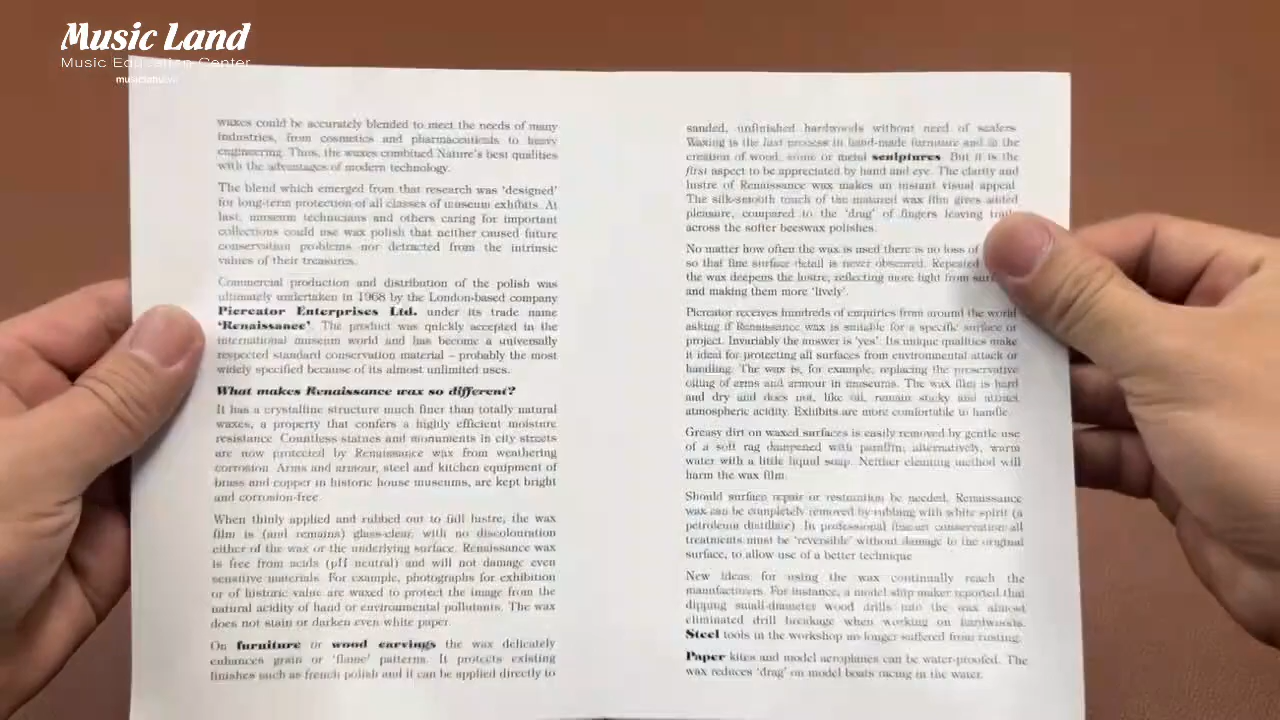 Music Land
Music Education Center
waxes could be accurately blended to meet the needs of many
industries, from cosmetics and pharmaceuticals to heavy
engineering. Thus, the waxes combined Nature's best qualities
with the advantages of modern technology.
The blend which emerged from that research was 'designed'
for long-term protection of all classes of museum exhibits. At
last, museum technicians and others caring for important
collections could use wax polish that neither caused future
conservation problems nor detracted from the intrinsic
values of their treasures.
Commercial production and distribution of the polish was
ultimately undertaken in 1968 by the London-based company
Picreator Enterprises Ltd. under its trade name
'Renaissance'. The product was quickly accepted in the
international museum world and has become a universally
respected standard conservation material – probably the most
widely specified because of its almost unlimited uses.
What makes Renaissance wax so different?
It has a crystalline structure much finer than totally natural
waxes, a property that confers a highly efficient moisture
resistance. Countless statues and monuments in city streets
are now protected by Renaissance wax from weathering
corrosion. Arms and armour, steel and kitchen equipment of
brass and copper in historic house museums, are kept bright
and corrosion-free.
When thinly applied and rubbed out to full lustre, the wax
film is (and remains) glass-clear, with no discolouration
either of the wax or the underlying surface. Renaissance wax
is free from acids (pH neutral) and will not damage even
sensitive materials. For example, photographs for exhibition
or of historic value are waxed to protect the image from the
natural acidity of hand or environmental pollutants. The wax
does not stain or darken even white paper.
On furniture or wood carvings the wax delicately
enhances grain or 'flame' patterns. It protects existing
finishes such as french polish and it can be applied directly to
sanded, unfinished hardwoods without need of sealers.
Waxing is the last process in hand-made furniture and in the
creation of wood, stone or metal sculptures. But it is the
first aspect to be appreciated by hand and eye. The clarity and
lustre of Renaissance wax makes an instant visual appeal.
The silk-smooth touch of the matured wax film gives added
pleasure, compared to the 'drag' of fingers leaving
across the softer beeswax polishes.
No matter how often the wax is used there is no loss of
so that fine surface detail is never obscured. Repeated
the wax deepens the lustre, reflecting more light from
and making them more 'lively'.
Picreator receives hundreds of enquiries from around the world
asking if Renaissance wax is suitable for a specific surface or
project. Invariably the answer is 'yes'. Its unique qualities make
it ideal for protecting all surfaces from environmental attack or
handling. The wax is, for example, replacing the preservative
oiling of arms and armour in museums. The wax film is hard
and dry and does not, like oil, remain sticky and attract
atmospheric acidity. Exhibits are more comfortable to handle.
Greasy dirt on waxed surfaces is easily removed by gentle use
of a soft rag dampened with paraffin; alternatively, warm
water with a little liquid soap. Neither cleaning method will
harm the wax film.
Should surface repair or restoration be needed, Renaissance
wax can be completely removed by rubbing with white spirit (a
petroleum distillate). In professional fine-art conservation all
treatments must be 'reversible' without damage to the original
surface, to allow use of a better technique
New ideas for using the wax continually reach the
manufacturers. For instance, a model ship maker reported that
dipping small-diameter wood drills into the wax almost
eliminated drill breakage when working on hardwoods.
Steel tools in the workshop no longer suffered from rusting.
Paper kites and model aeroplanes can be water-proofed. The
wax reduces 'drag' on model boats racing in the water.